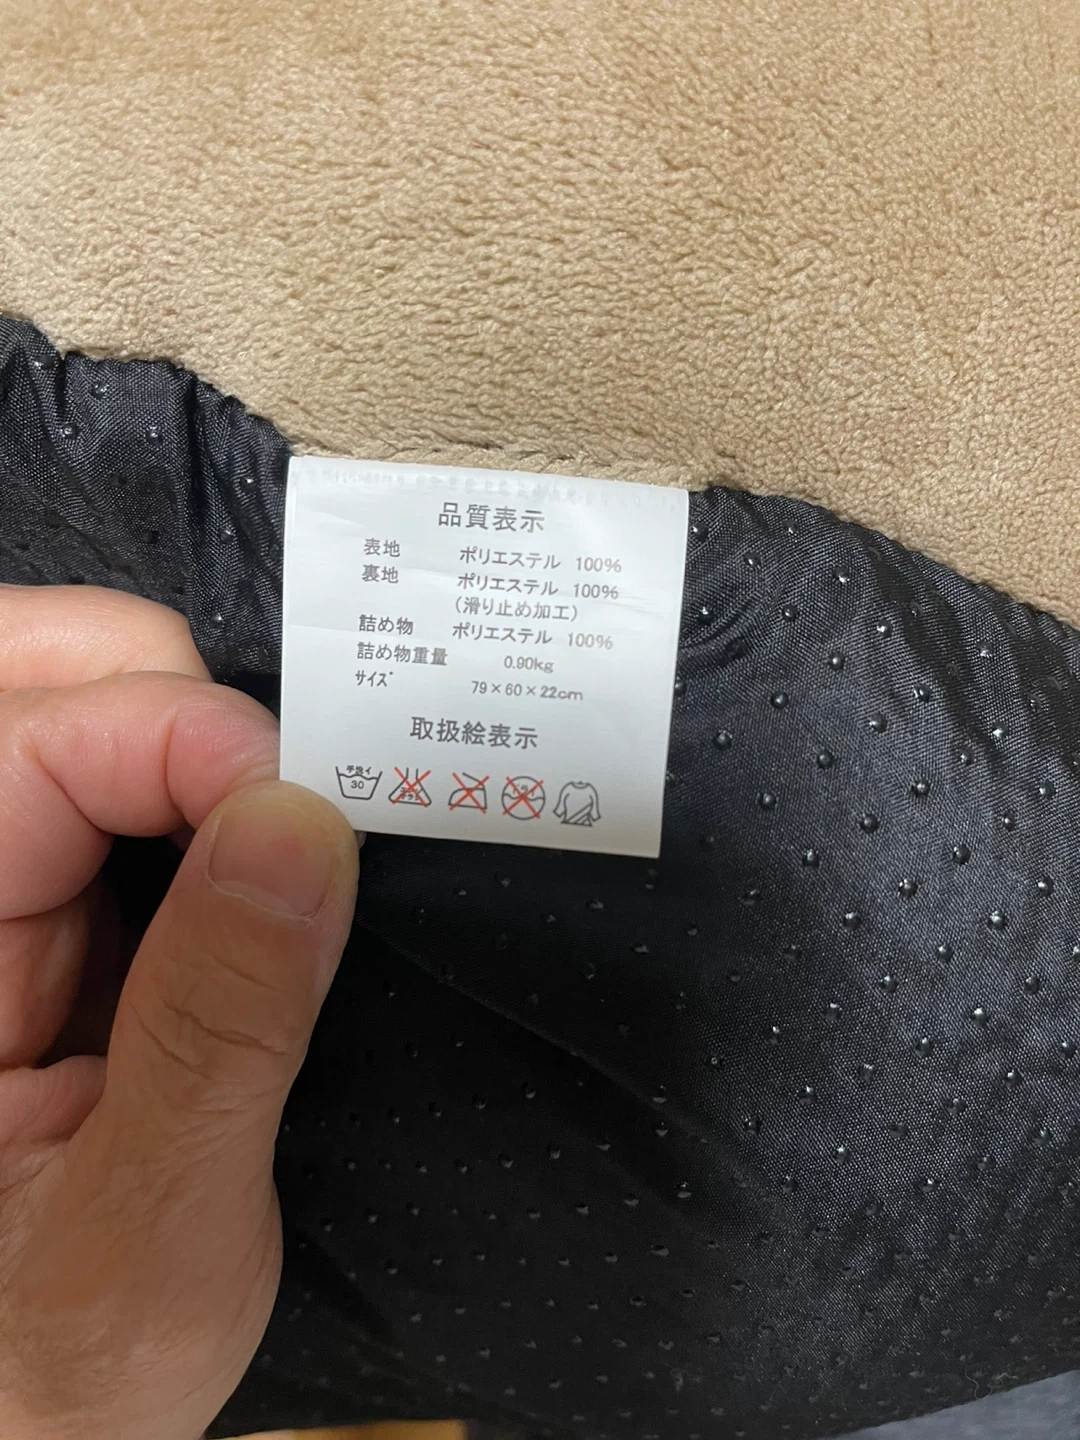 品質表示
表地 ポリエステル 100%
裏地 ポリエステル 100%
(滑り止め加工)
詰め物 ポリエステル 100%
詰め物重量 0.90kg
サイズ 79×60×22cm
取扱絵表示
手洗イ
30
ドライ